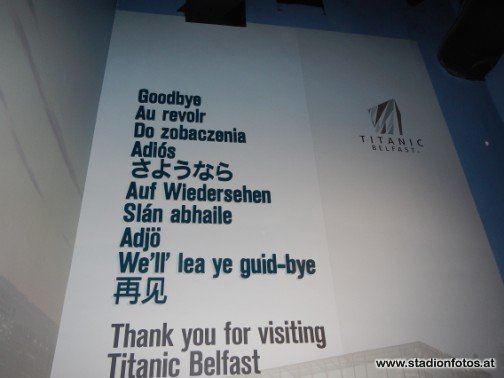 Goodbye
Au revoir
Do zobaczenia
Adiós
さようなら
Auf Wiedersehen
Slán abhaile
Adjö
We'll' lea ye guid-bye
再见
Thank you for visiting
Titanic Belfast
TITANIC
BELFAST
www.stadionfotos.at